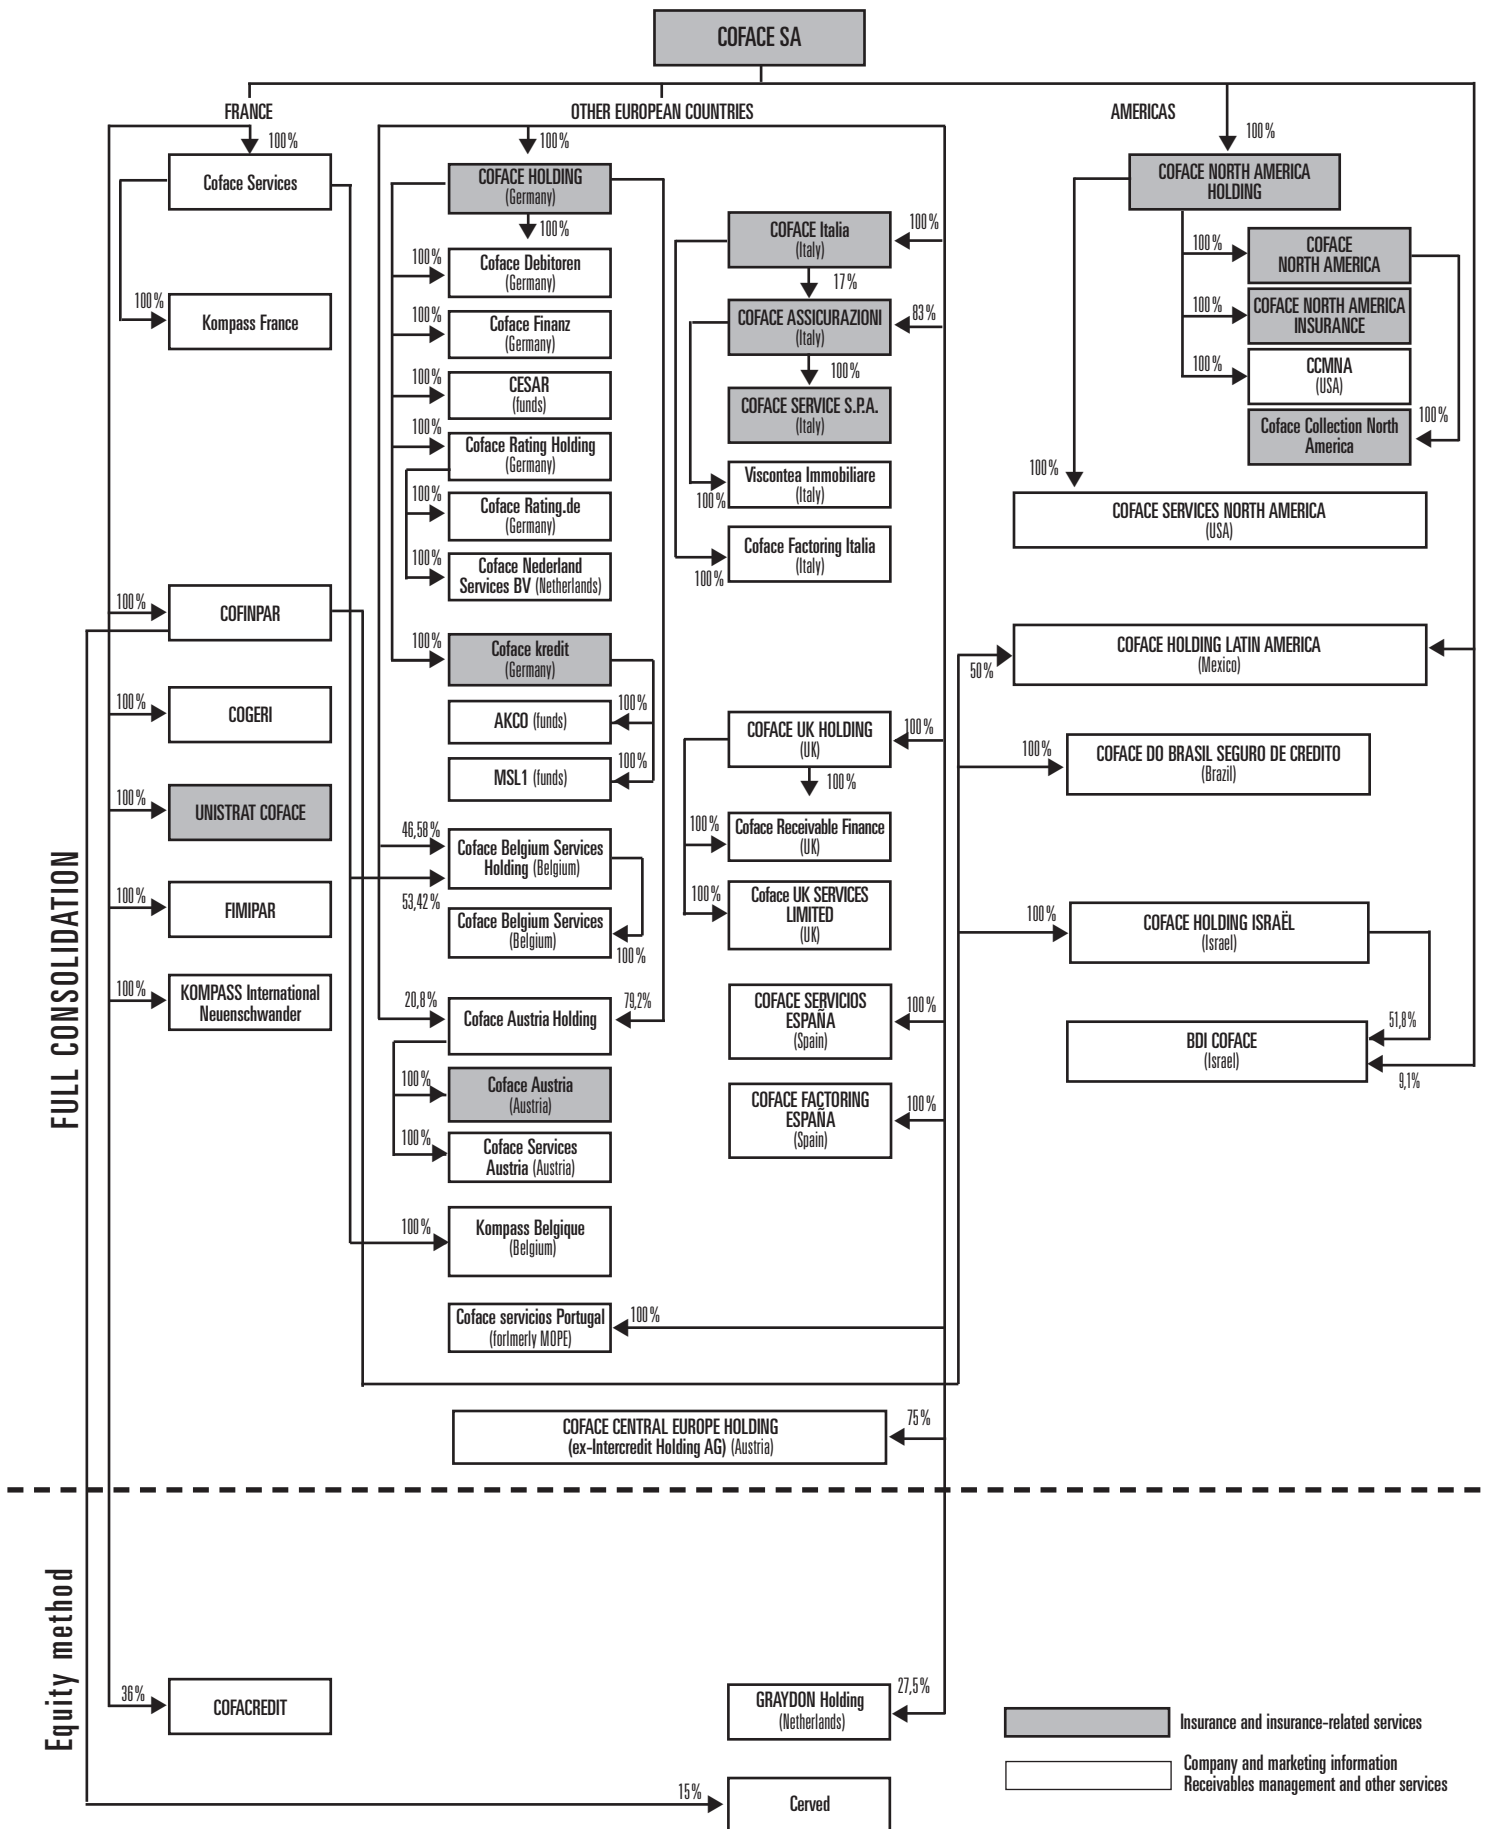 COFACE SA
FRANCE
OTHER EUROPEAN COUNTRIES
AMERICAS
100%
Coface Services
100%
Kompass France
100%
COFINPAR
100%
COGERI
100%
UNISTRAT COFACE
100%
FIMIPAR
100%
KOMPASS International
Neuenschwander
100%
COFACE HOLDING
(Germany)
100%
100%
Coface Debitoren
(Germany)
100%
Coface Finanz
(Germany)
100%
CESAR
(funds)
100%
Coface Rating Holding
(Germany)
100%
Coface Rating.de
(Germany)
100%
Coface Nederland
Services BV (Netherlands)
100%
Coface kredit
(Germany)
100%
AKCO (funds)
100%
MSL1 (funds)
46,58%
Coface Belgium Services
Holding (Belgium)
53,42%
Coface Belgium Services
(Belgium)
100%
20,8%
Coface Austria Holding
79,2%
100%
Coface Austria
(Austria)
100%
Coface Services
Austria (Austria)
100%
Kompass Belgique
(Belgium)
Coface servicios Portugal
(forlmerly MOPE)
100%
COFACE CENTRAL EUROPE HOLDING
(ex-Intercredit Holding AG) (Austria)
75%
COFACE Italia
(Italy)
100%
17%
COFACE ASSICURAZIONI
(Italy)
83%
100%
COFACE SERVICE S.P.A.
(Italy)
Viscontea Immobiliare
(Italy)
100%
Coface Factoring Italia
(Italy)
100%
COFACE UK HOLDING
(UK)
100%
100%
100%
Coface Receivable Finance
(UK)
100%
Coface UK SERVICES
LIMITED
(UK)
COFACE SERVICIOS
ESPAÑA
(Spain)
100%
COFACE FACTORING
ESPAÑA
(Spain)
100%
100%
COFACE NORTH AMERICA
HOLDING
100%
COFACE
NORTH AMERICA
100%
COFACE NORTH AMERICA
INSURANCE
100%
CCMNA
(USA)
Coface Collection North
America
100%
100%
COFACE SERVICES NORTH AMERICA
(USA)
50%
COFACE HOLDING LATIN AMERICA
(Mexico)
100%
COFACE DO BRASIL SEGURO DE CREDITO
(Brazil)
100%
COFACE HOLDING ISRAËL
(Israel)
51,8%
BDI COFACE
(Israel)
9,1%
FULL CONSOLIDATION
Equity method
36%
COFACREDIT
GRAYDON Holding
(Netherlands)
27,5%
15%
Cerved
Insurance and insurance-related services
Company and marketing information
Receivables management and other services